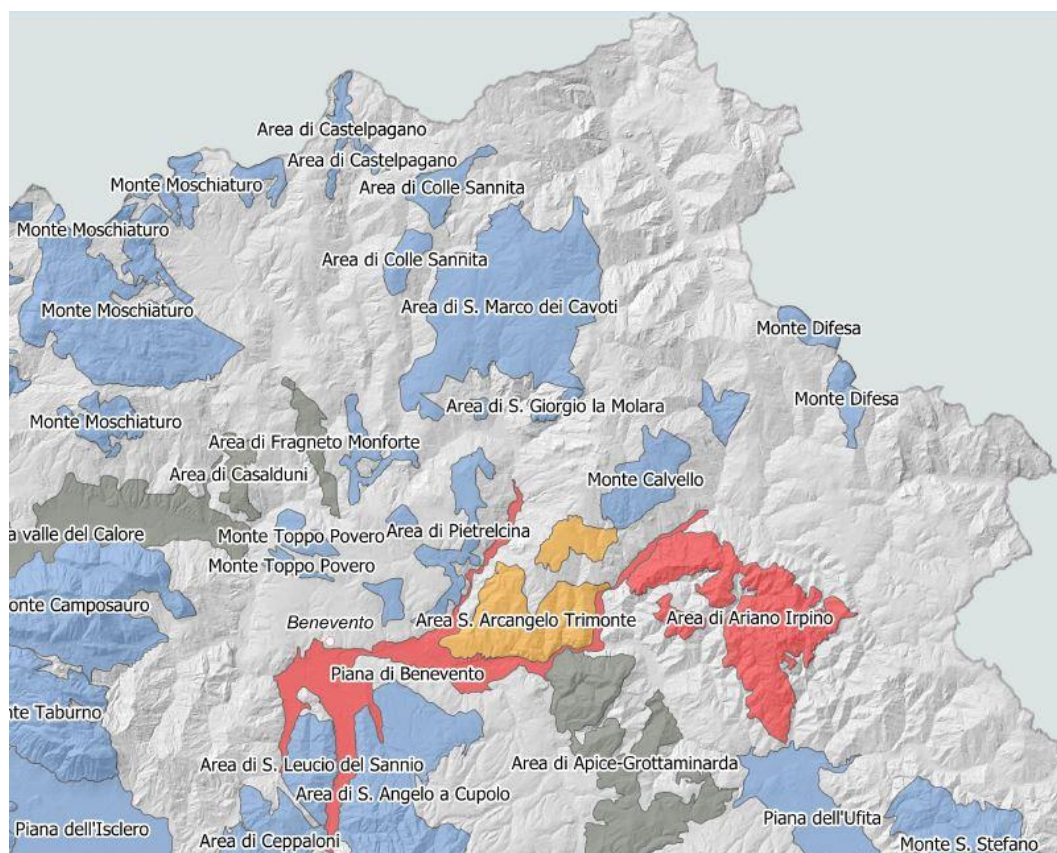 Area di Castelpagano
Area di Castelpagano
Monte Moschiaturo
Area di Colle Sannita
Monte Moschiaturo
Area di Colle Sannita
Monte Moschiaturo
Area di S. Marco dei Cavoti
Monte Difesa
Monte Difesa
Area di S. Giorgio la Molara
Monte Moschiaturo
Area di Fragneto Monforte
Area di Casalduni
Monte Calvello
a valle del Calore
Monte Toppo Povero
Area di Pietrelcina
Monte Toppo Povero
onte Camposauro
Benevento
Area S. Arcangelo Trimonte
Area di Ariano Irpino
Piana di Benevento
nte Taburno
Area di S. Leucio del Sannio
Area di Apice-Grottaminarda
Area di S. Angelo a Cupolo
Piana dell'Isclero
Area di Ceppaloni
Piana dell'Ufita
Monte S. Stefano